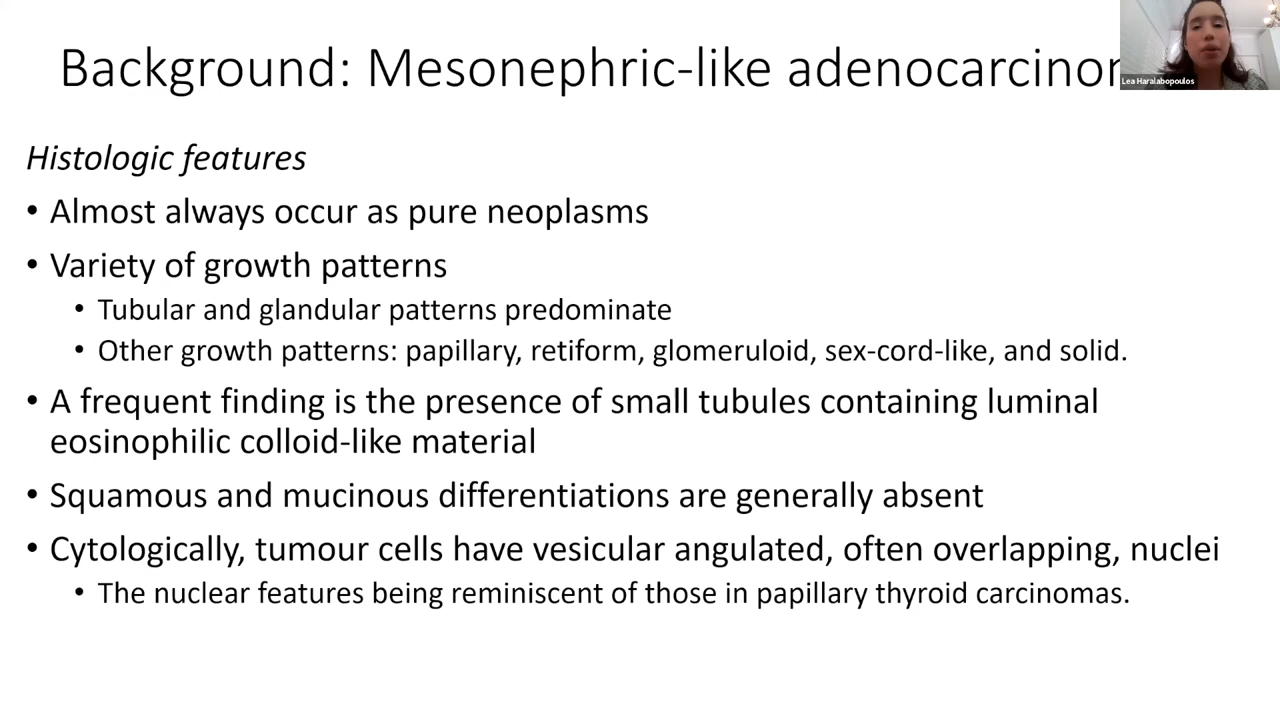 Background: Mesonephric-like adenocarcinom
Lea Haralabopoulos
Histologic features
• Almost always occur as pure neoplasms
• Variety of growth patterns
• Tubular and glandular patterns predominate
• Other growth patterns: papillary, retiform, glomeruloid, sex-cord-like, and solid.
• A frequent finding is the presence of small tubules containing luminal
eosinophilic colloid-like material
• Squamous and mucinous differentiations are generally absent
• Cytologically, tumour cells have vesicular angulated, often overlapping, nuclei
• The nuclear features being reminiscent of those in papillary thyroid carcinomas.